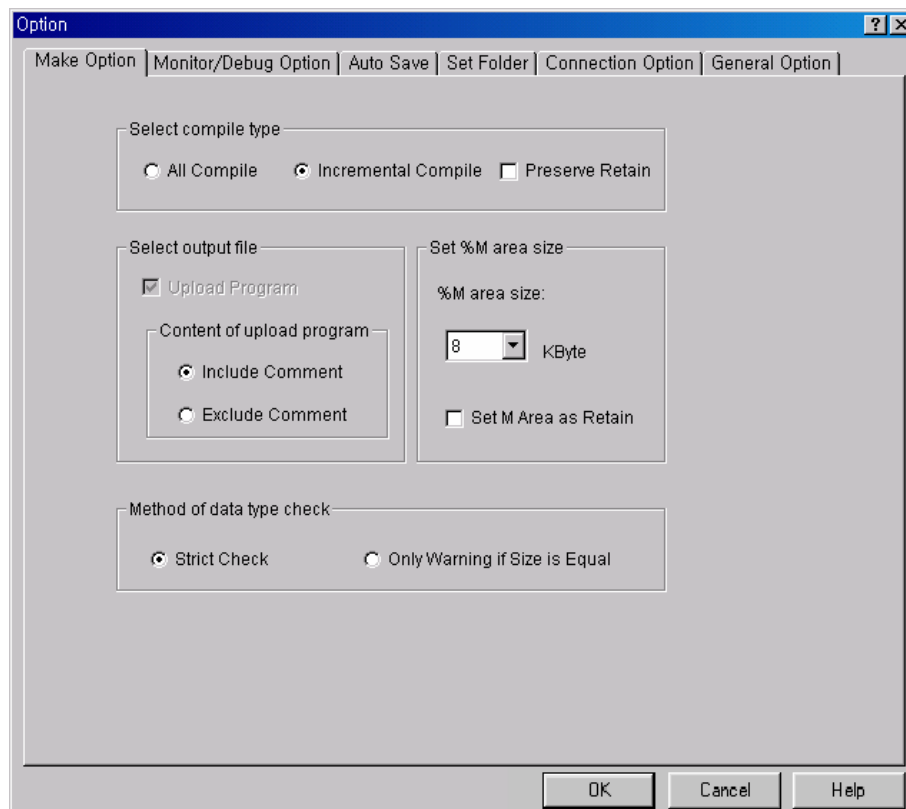 Option
Make Option Monitor/Debug Option Auto Save Set Folder Connection Option General Option
Select compile type
All Compile Incremental Compile Preserve Retain
Select output file
Upload Program
Content of upload program
Include Comment
Exclude Comment
Set %M area size
%M area size:
8 KByte
Set M Area as Retain
Method of data type check
Strict Check Only Warning if Size is Equal
OK Cancel Help